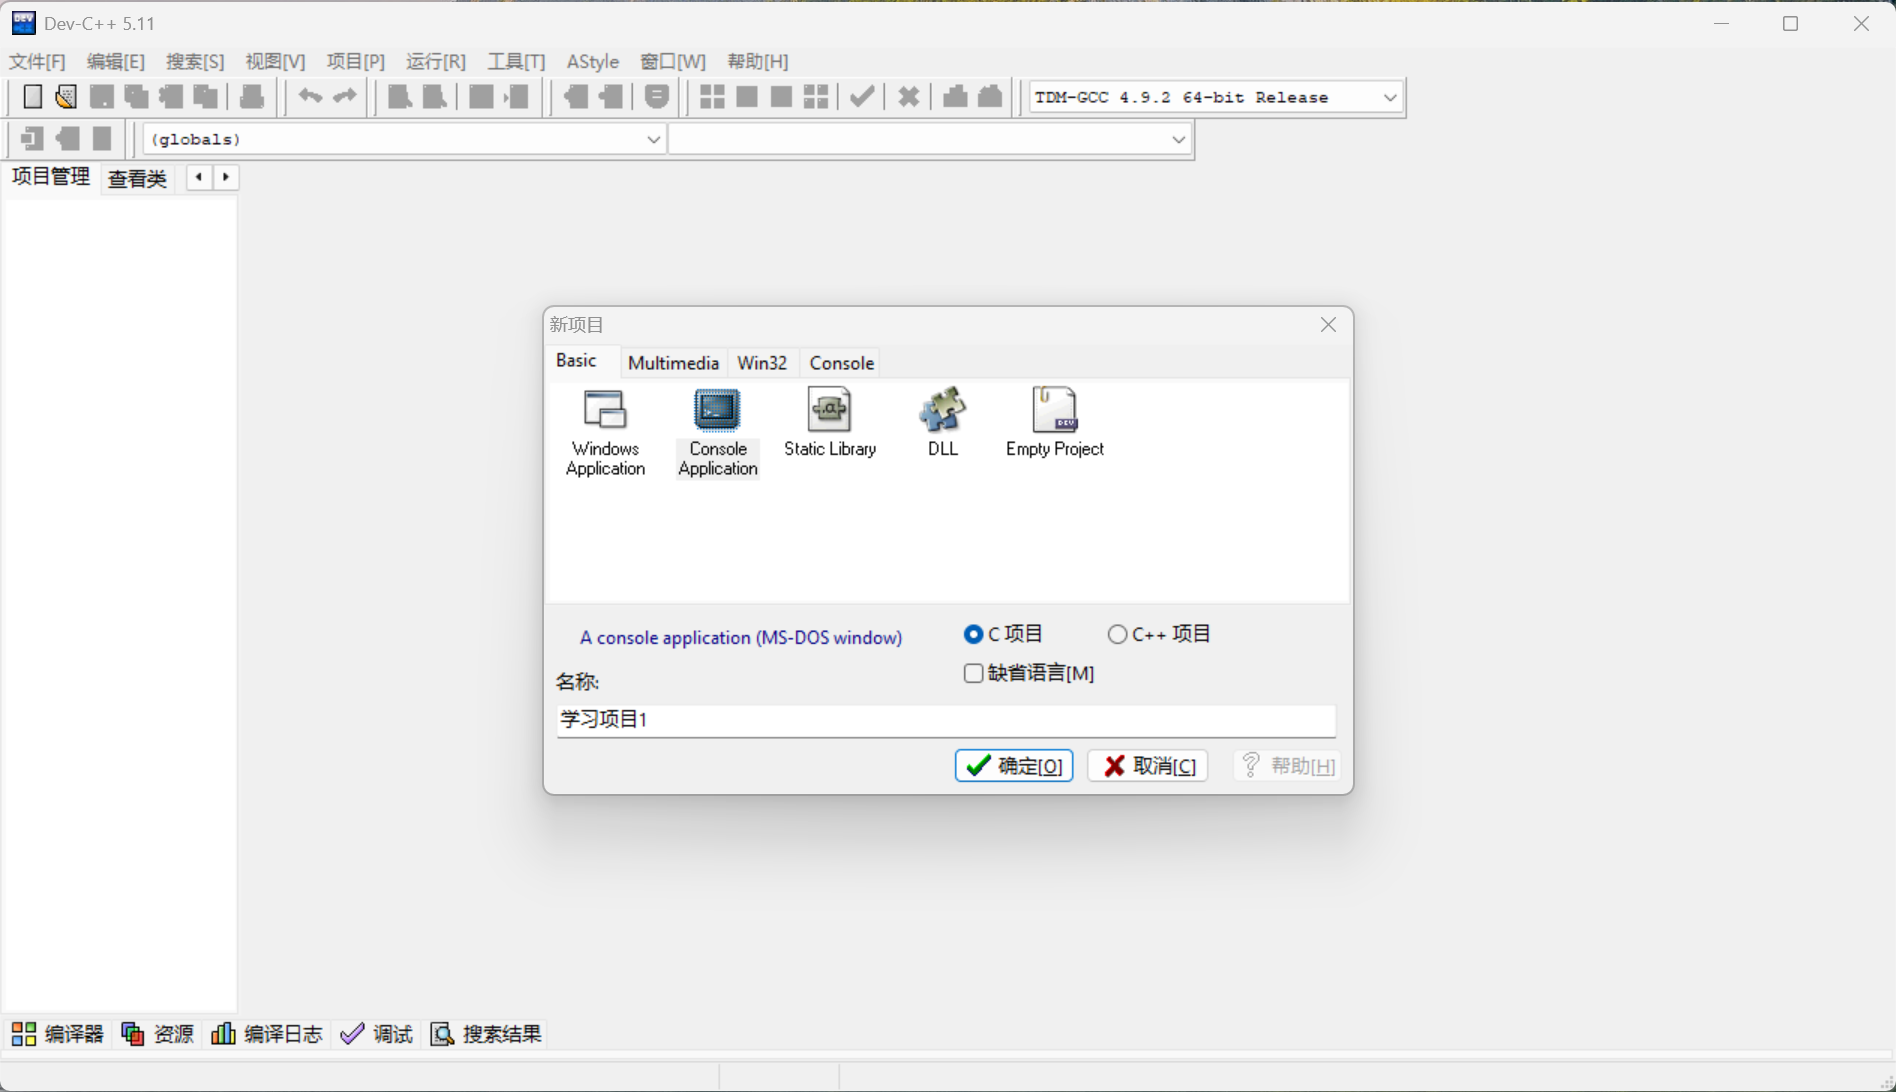 Dev-C++ 5.11
文件[F] 编辑[E] 搜索[S] 视图[V] 项目[P] 运行[R] 工具[T] AStyle 窗口[W] 帮助[H]
TDM-GCC 4.9.2 64-bit Release
(globals)
项目管理 查看类
新项目
Basic Multimedia Win32 Console
Windows Application
Console Application
Static Library
DLL
Empty Project
A console application (MS-DOS window)
C 项目 C++ 项目
缺省语言[M]
名称:
学习项目1
确定[O] 取消[C] 帮助[H]
编译器 资源 编译日志 调试 搜索结果